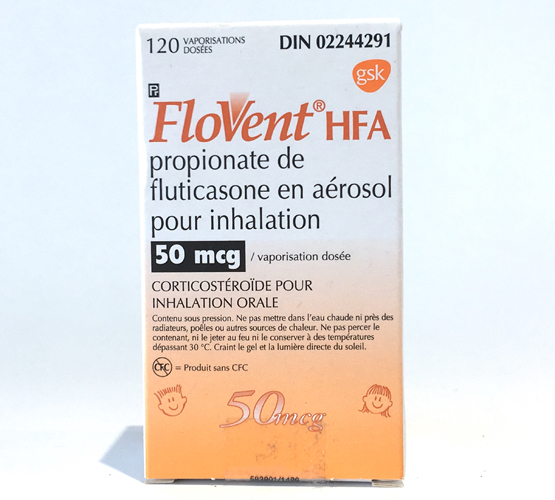 120 VAPORISATIONS
DOSÉES
DIN 02244291
gsk
Pr
FLOVENT® HFA
propionate de
fluticasone en aérosol
pour inhalation
50 mcg / vaporisation dosée
CORTICOSTÉROÏDE POUR
INHALATION ORALE
Contenu sous pression. Ne pas mettre dans l'eau chaude ni près des
radiateurs, poêles ou autres sources de chaleur. Ne pas percer le
contenant, ni le jeter au feu ni le conserver à des températures
dépassant 30 °C. Craint le gel et la lumière directe du soleil.
CFC = Produit sans CFC
50mcg